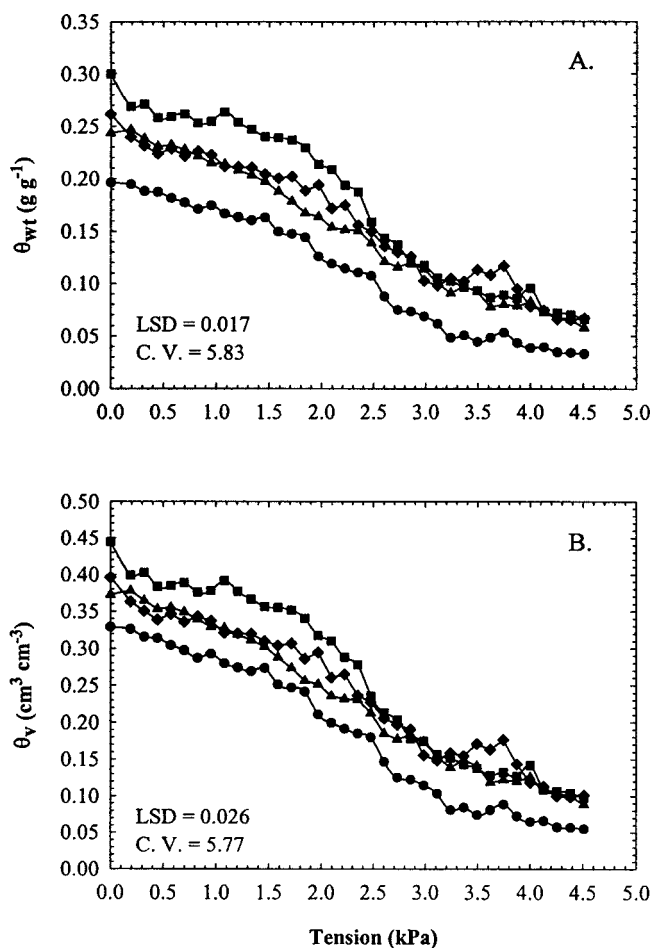 0.35
0.30
0.25
0.20
0.15
0.10
0.05
0.00
θwt (g g⁻¹)
A.
LSD = 0.017
C. V. = 5.83
0.0 0.5 1.0 1.5 2.0 2.5 3.0 3.5 4.0 4.5 5.0
0.50
0.45
0.40
0.35
0.30
0.25
0.20
0.15
0.10
0.05
0.00
θv (cm³ cm⁻³)
B.
LSD = 0.026
C. V. = 5.77
0.0 0.5 1.0 1.5 2.0 2.5 3.0 3.5 4.0 4.5 5.0
Tension (kPa)